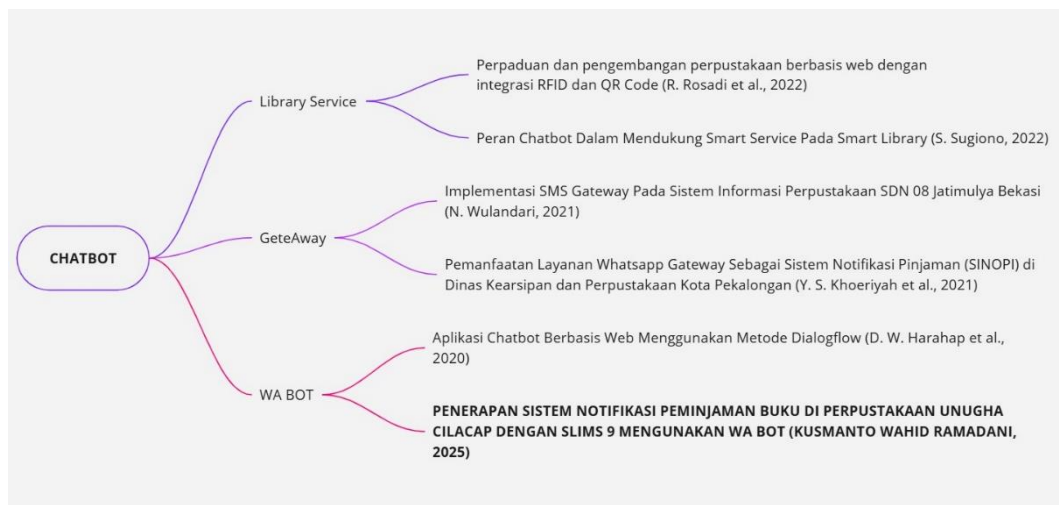 CHATBOT
Library Service
Perpaduan dan pengembangan perpustakaan berbasis web dengan
integrasi RFID dan QR Code (R. Rosadi et al., 2022)
Peran Chatbot Dalam Mendukung Smart Service Pada Smart Library (S. Sugiono, 2022)
GeteAway
Implementasi SMS Gateway Pada Sistem Informasi Perpustakaan SDN 08 Jatimulya Bekasi
(N. Wulandari, 2021)
Pemanfaatan Layanan Whatsapp Gateway Sebagai Sistem Notifikasi Pinjaman (SINOPI) di
Dinas Kearsipan dan Perpustakaan Kota Pekalongan (Y. S. Khoeriyah et al., 2021)
WA BOT
Aplikasi Chatbot Berbasis Web Menggunakan Metode Dialogflow (D. W. Harahap et al.,
2020)
PENERAPAN SISTEM NOTIFIKASI PEMINJAMAN BUKU DI PERPUSTAKAAN UNUGHA
CILACAP DENGAN SLIMS 9 MENGUNAKAN WA BOT (KUSMANTO WAHID RAMADANI,
2025)